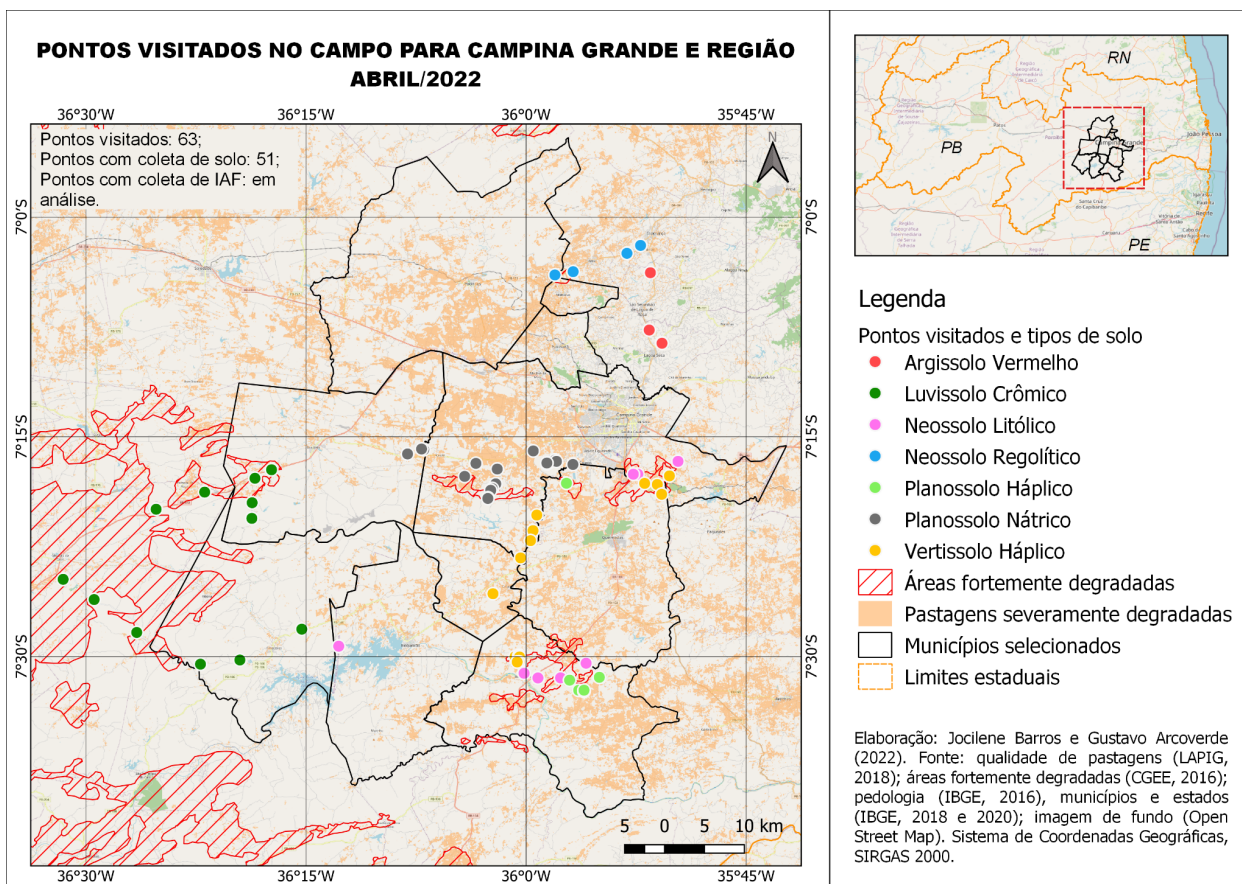 PONTOS VISITADOS NO CAMPO PARA CAMPINA GRANDE E REGIÃO
ABRIL/2022
36°30'W 36°15'W 36°0'W 35°45'W
Pontos visitados: 63;
Pontos com coleta de solo: 51;
Pontos com coleta de IAF: em
análise.
N
7°0'S 7°0'S
7°15'S 7°15'S
7°30'S 7°30'S
5 0 5 10 km
36°30'W 36°15'W 36°0'W 35°45'W
RN
João Pessoa
Campina Grande
PB
Recife
PE
Legenda
Pontos visitados e tipos de solo
Argissolo Vermelho
Luvissolo Crômico
Neossolo Litólico
Neossolo Regolítico
Planossolo Háplico
Planossolo Nátrico
Vertissolo Háplico
Áreas fortemente degradadas
Pastagens severamente degradadas
Municípios selecionados
Limites estaduais
Elaboração: Jocilene Barros e Gustavo Arcoverde
(2022). Fonte: qualidade de pastagens (LAPIG,
2018); áreas fortemente degradadas (CGEE, 2016);
pedologia (IBGE, 2016), municípios e estados
(IBGE, 2018 e 2020); imagem de fundo (Open
Street Map). Sistema de Coordenadas Geográficas,
SIRGAS 2000.